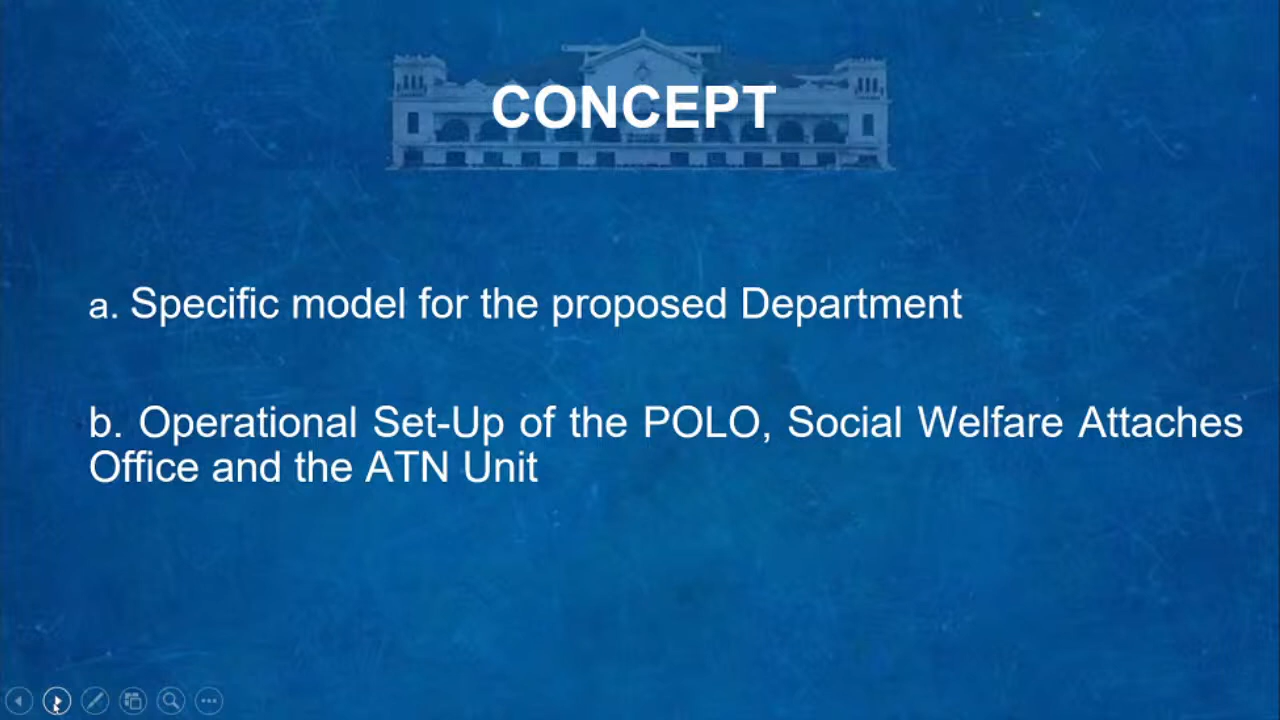 CONCEPT
a. Specific model for the proposed Department
b. Operational Set-Up of the POLO, Social Welfare Attaches
Office and the ATN Unit